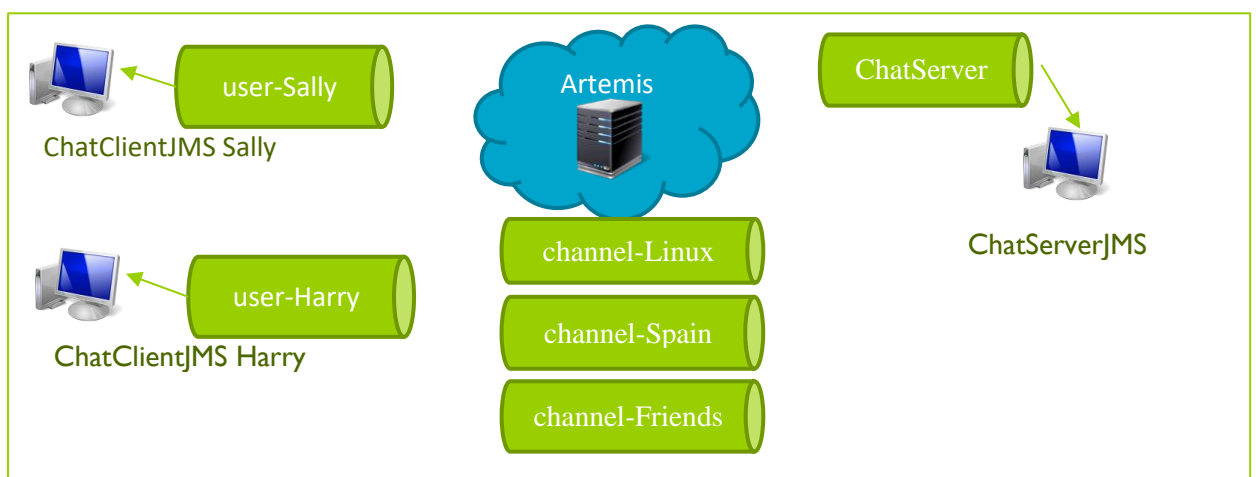 user-Sally
ChatClientJMS Sally
Artemis
ChatServer
ChatServerJMS
user-Harry
ChatClientJMS Harry
channel-Linux
channel-Spain
channel-Friends